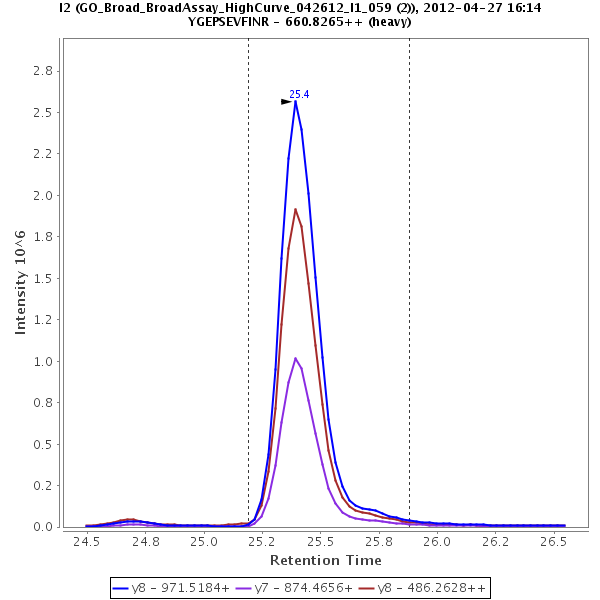 I2 (GO_Broad_BroadAssay_HighCurve_042612_I1_059 (2)), 2012-04-27 16:14
YGEPSEVFINR - 660.8265++ (heavy)
25.4
2.8
2.5
2.2
2.0
1.8
1.5
1.2
1.0
0.8
0.5
0.2
0.0
Intensity 10^6
24.5 24.8 25.0 25.2 25.5 25.8 26.0 26.2 26.5
Retention Time
y8 - 971.5184+ y7 - 874.4656+ y8 - 486.2628++